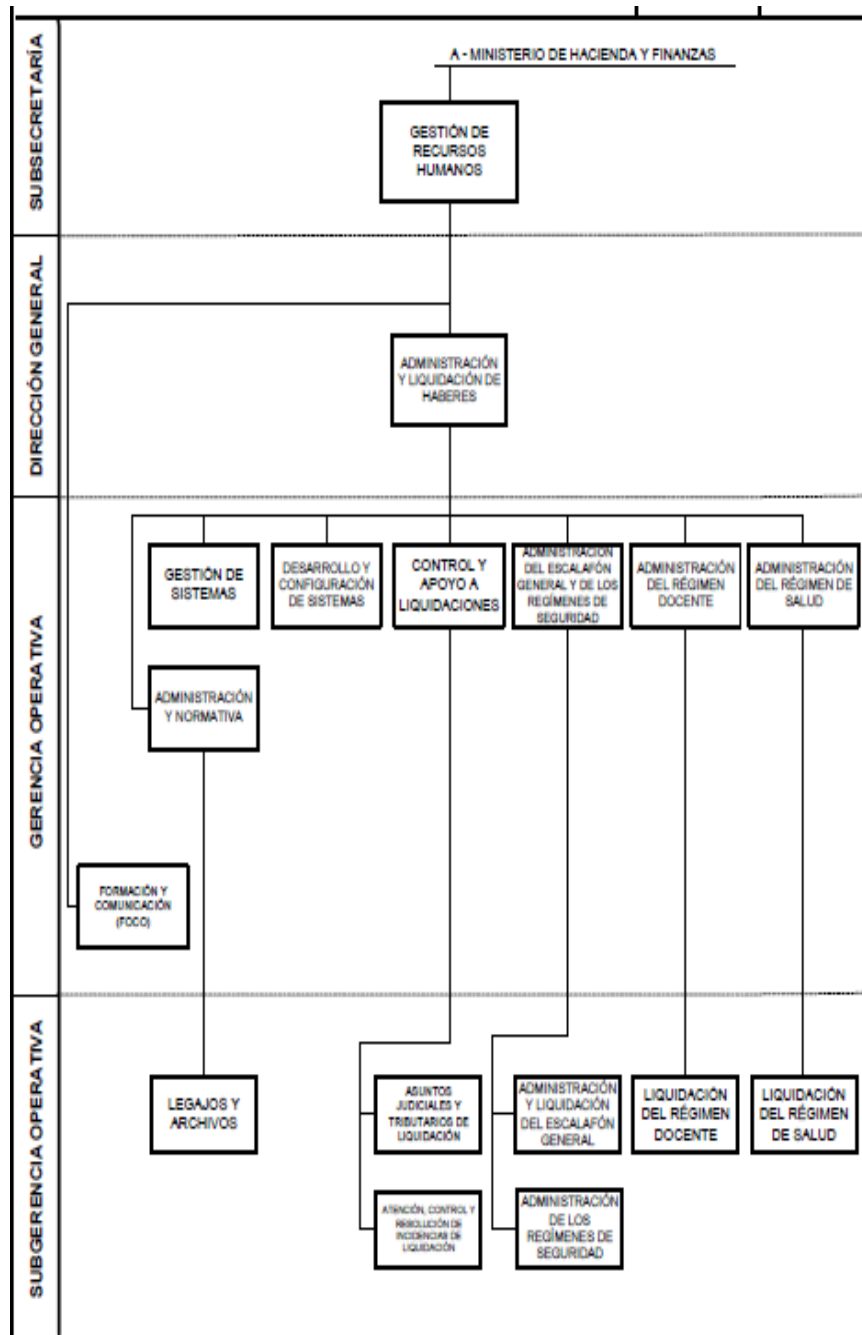 A - MINISTERIO DE HACIENDA Y FINANZAS
SUBSECRETARÍA
GESTIÓN DE
RECURSOS
HUMANOS
DIRECCIÓN GENERAL
ADMINISTRACIÓN
Y LIQUIDACIÓN DE
HABERES
GERENCIA OPERATIVA
GESTIÓN DE
SISTEMAS
DESARROLLO Y
CONFIGURACIÓN
DE SISTEMAS
CONTROL Y
APOYO A
LIQUIDACIONES
ADMINISTRACIÓN
DEL ESCALAFÓN
GENERAL Y DE LOS
REGÍMENES DE
SEGURIDAD
ADMINISTRACIÓN
DEL RÉGIMEN
DOCENTE
ADMINISTRACIÓN
DEL RÉGIMEN DE
SALUD
ADMINISTRACIÓN
Y NORMATIVA
FORMACIÓN Y
COMUNICACIÓN
(FOCO)
SUBGERENCIA OPERATIVA
LEGAJOS Y
ARCHIVOS
ASUNTOS
JUDICIALES Y
TRIBUTARIOS DE
LIQUIDACIÓN
ADMINISTRACIÓN
Y LIQUIDACIÓN
DEL ESCALAFÓN
GENERAL
LIQUIDACIÓN
DEL RÉGIMEN
DOCENTE
LIQUIDACIÓN
DEL RÉGIMEN
DE SALUD
ATENCIÓN, CONTROL Y
RESOLUCIÓN DE
INCIDENCIAS DE
LIQUIDACIÓN
ADMINISTRACIÓN
DE LOS
REGÍMENES DE
SEGURIDAD